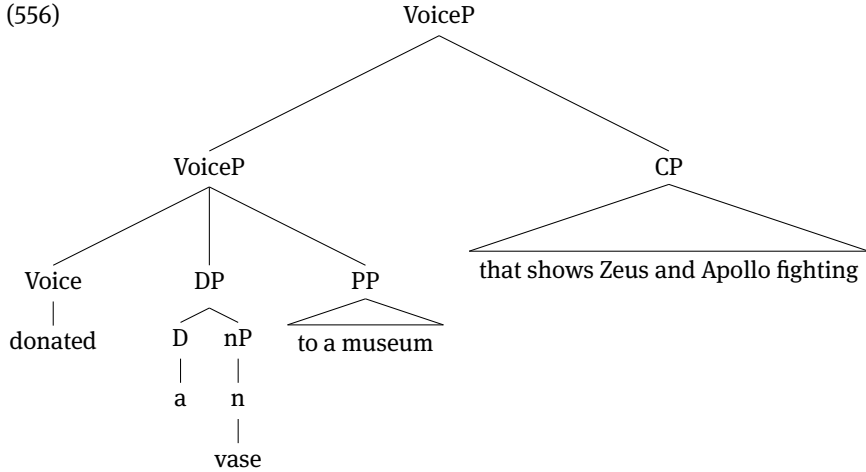 (556)
VoiceP
VoiceP CP
Voice DP PP that shows Zeus and Apollo fighting
donated D nP to a museum
a n
vase